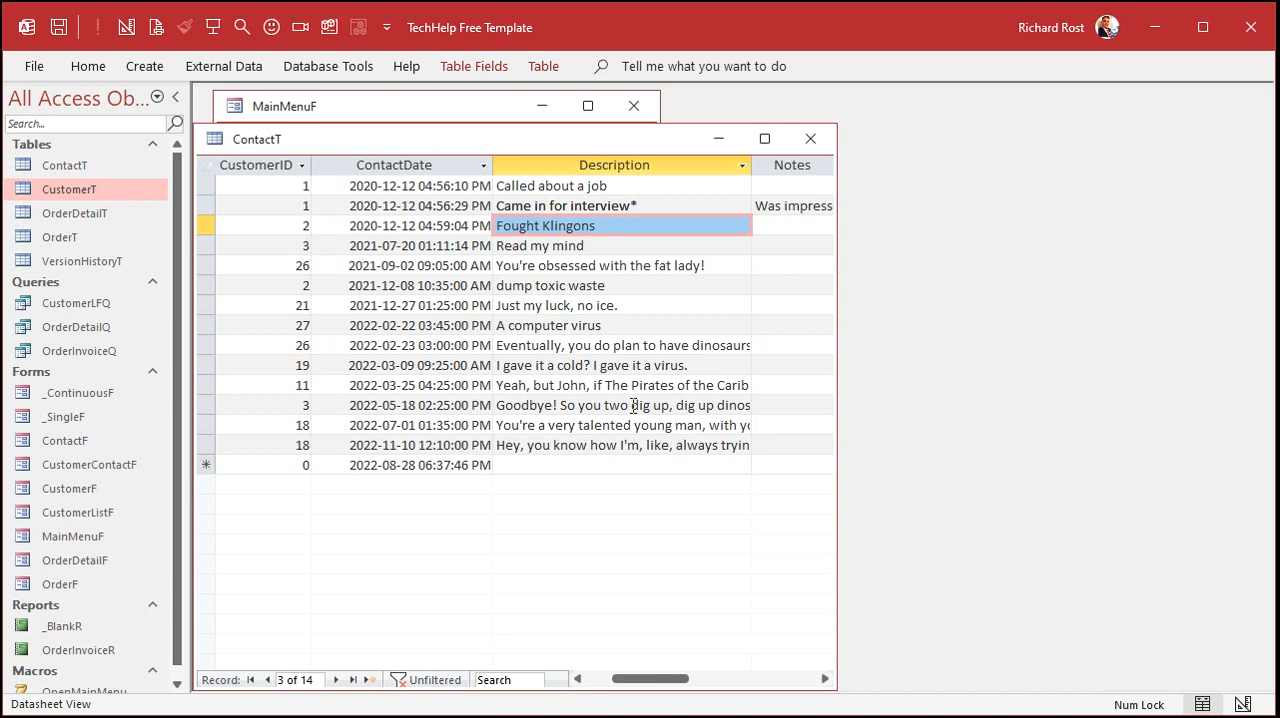 TechHelp Free Template
Richard Rost
File Home Create External Data Database Tools Help Table Fields Table Tell me what you want to do
All Access Ob...
Search...
Tables
ContactT
CustomerT
OrderDetailT
OrderT
VersionHistoryT
Queries
CustomerLFQ
OrderDetailQ
OrderInvoiceQ
Forms
_ContinuousF
_SingleF
ContactF
CustomerContactF
CustomerF
CustomerListF
MainMenuF
OrderDetailF
OrderF
Reports
_BlankR
OrderInvoiceR
Macros
OpenMainMenu
MainMenuF
ContactT
CustomerID ContactDate Description Notes
1 2020-12-12 04:56:10 PM Called about a job
1 2020-12-12 04:56:29 PM Came in for interview* Was impress
2 2020-12-12 04:59:04 PM Fought Klingons
3 2021-07-20 01:11:14 PM Read my mind
26 2021-09-02 09:05:00 AM You're obsessed with the fat lady!
2 2021-12-08 10:35:00 AM dump toxic waste
21 2021-12-27 01:25:00 PM Just my luck, no ice.
27 2022-02-22 03:45:00 PM A computer virus
26 2022-02-23 03:00:00 PM Eventually, you do plan to have dinosaurs
19 2022-03-09 09:25:00 AM I gave it a cold? I gave it a virus.
11 2022-03-25 04:25:00 PM Yeah, but John, if The Pirates of the Carib
3 2022-05-18 02:25:00 PM Goodbye! So you two dig up, dig up dinos
18 2022-07-01 01:35:00 PM You're a very talented young man, with yo
18 2022-11-10 12:10:00 PM Hey, you know how I'm, like, always tryin
* 0 2022-08-28 06:37:46 PM
Record: 3 of 14 Unfiltered Search
Datasheet View
Num Lock